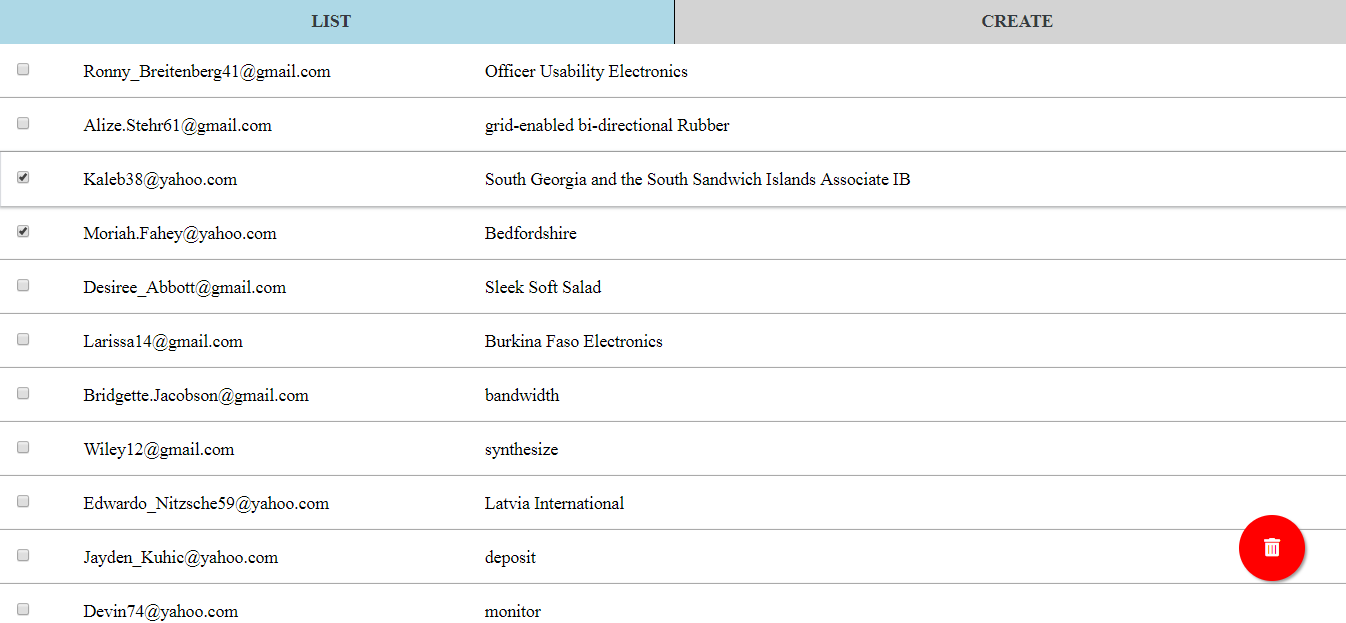 LIST CREATE
Ronny_Breitenberg41@gmail.com Officer Usability Electronics
Alize.Stehr61@gmail.com grid-enabled bi-directional Rubber
Kaleb38@yahoo.com South Georgia and the South Sandwich Islands Associate IB
Moriah.Fahey@yahoo.com Bedfordshire
Desiree_Abbott@gmail.com Sleek Soft Salad
Larissa14@gmail.com Burkina Faso Electronics
Bridgette.Jacobson@gmail.com bandwidth
Wiley12@gmail.com synthesize
Edwardo_Nitzsche59@yahoo.com Latvia International
Jayden_Kuhic@yahoo.com deposit
Devin74@yahoo.com monitor